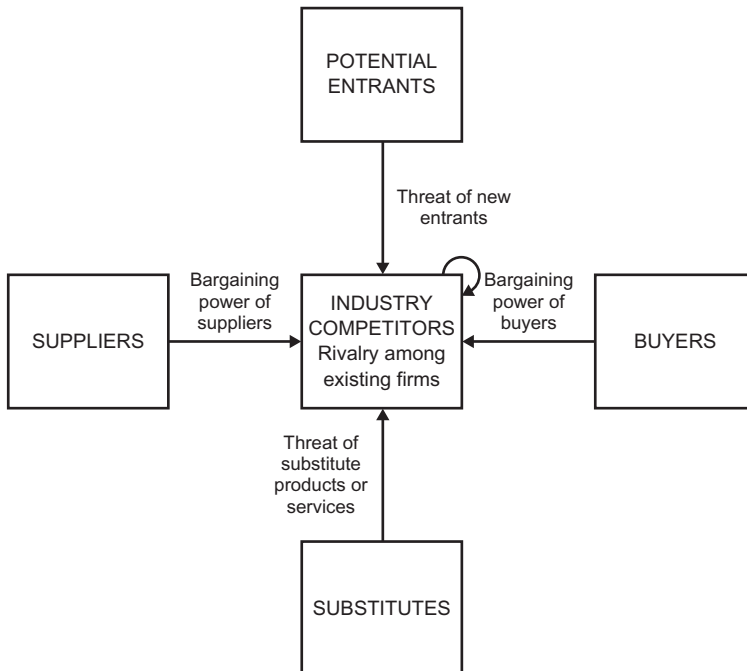 POTENTIAL
ENTRANTS
Threat of new
entrants
Bargaining
power of
suppliers
Bargaining
power of
buyers
SUPPLIERS
INDUSTRY
COMPETITORS
Rivalry among
existing firms
BUYERS
Threat of
substitute
products or
services
SUBSTITUTES